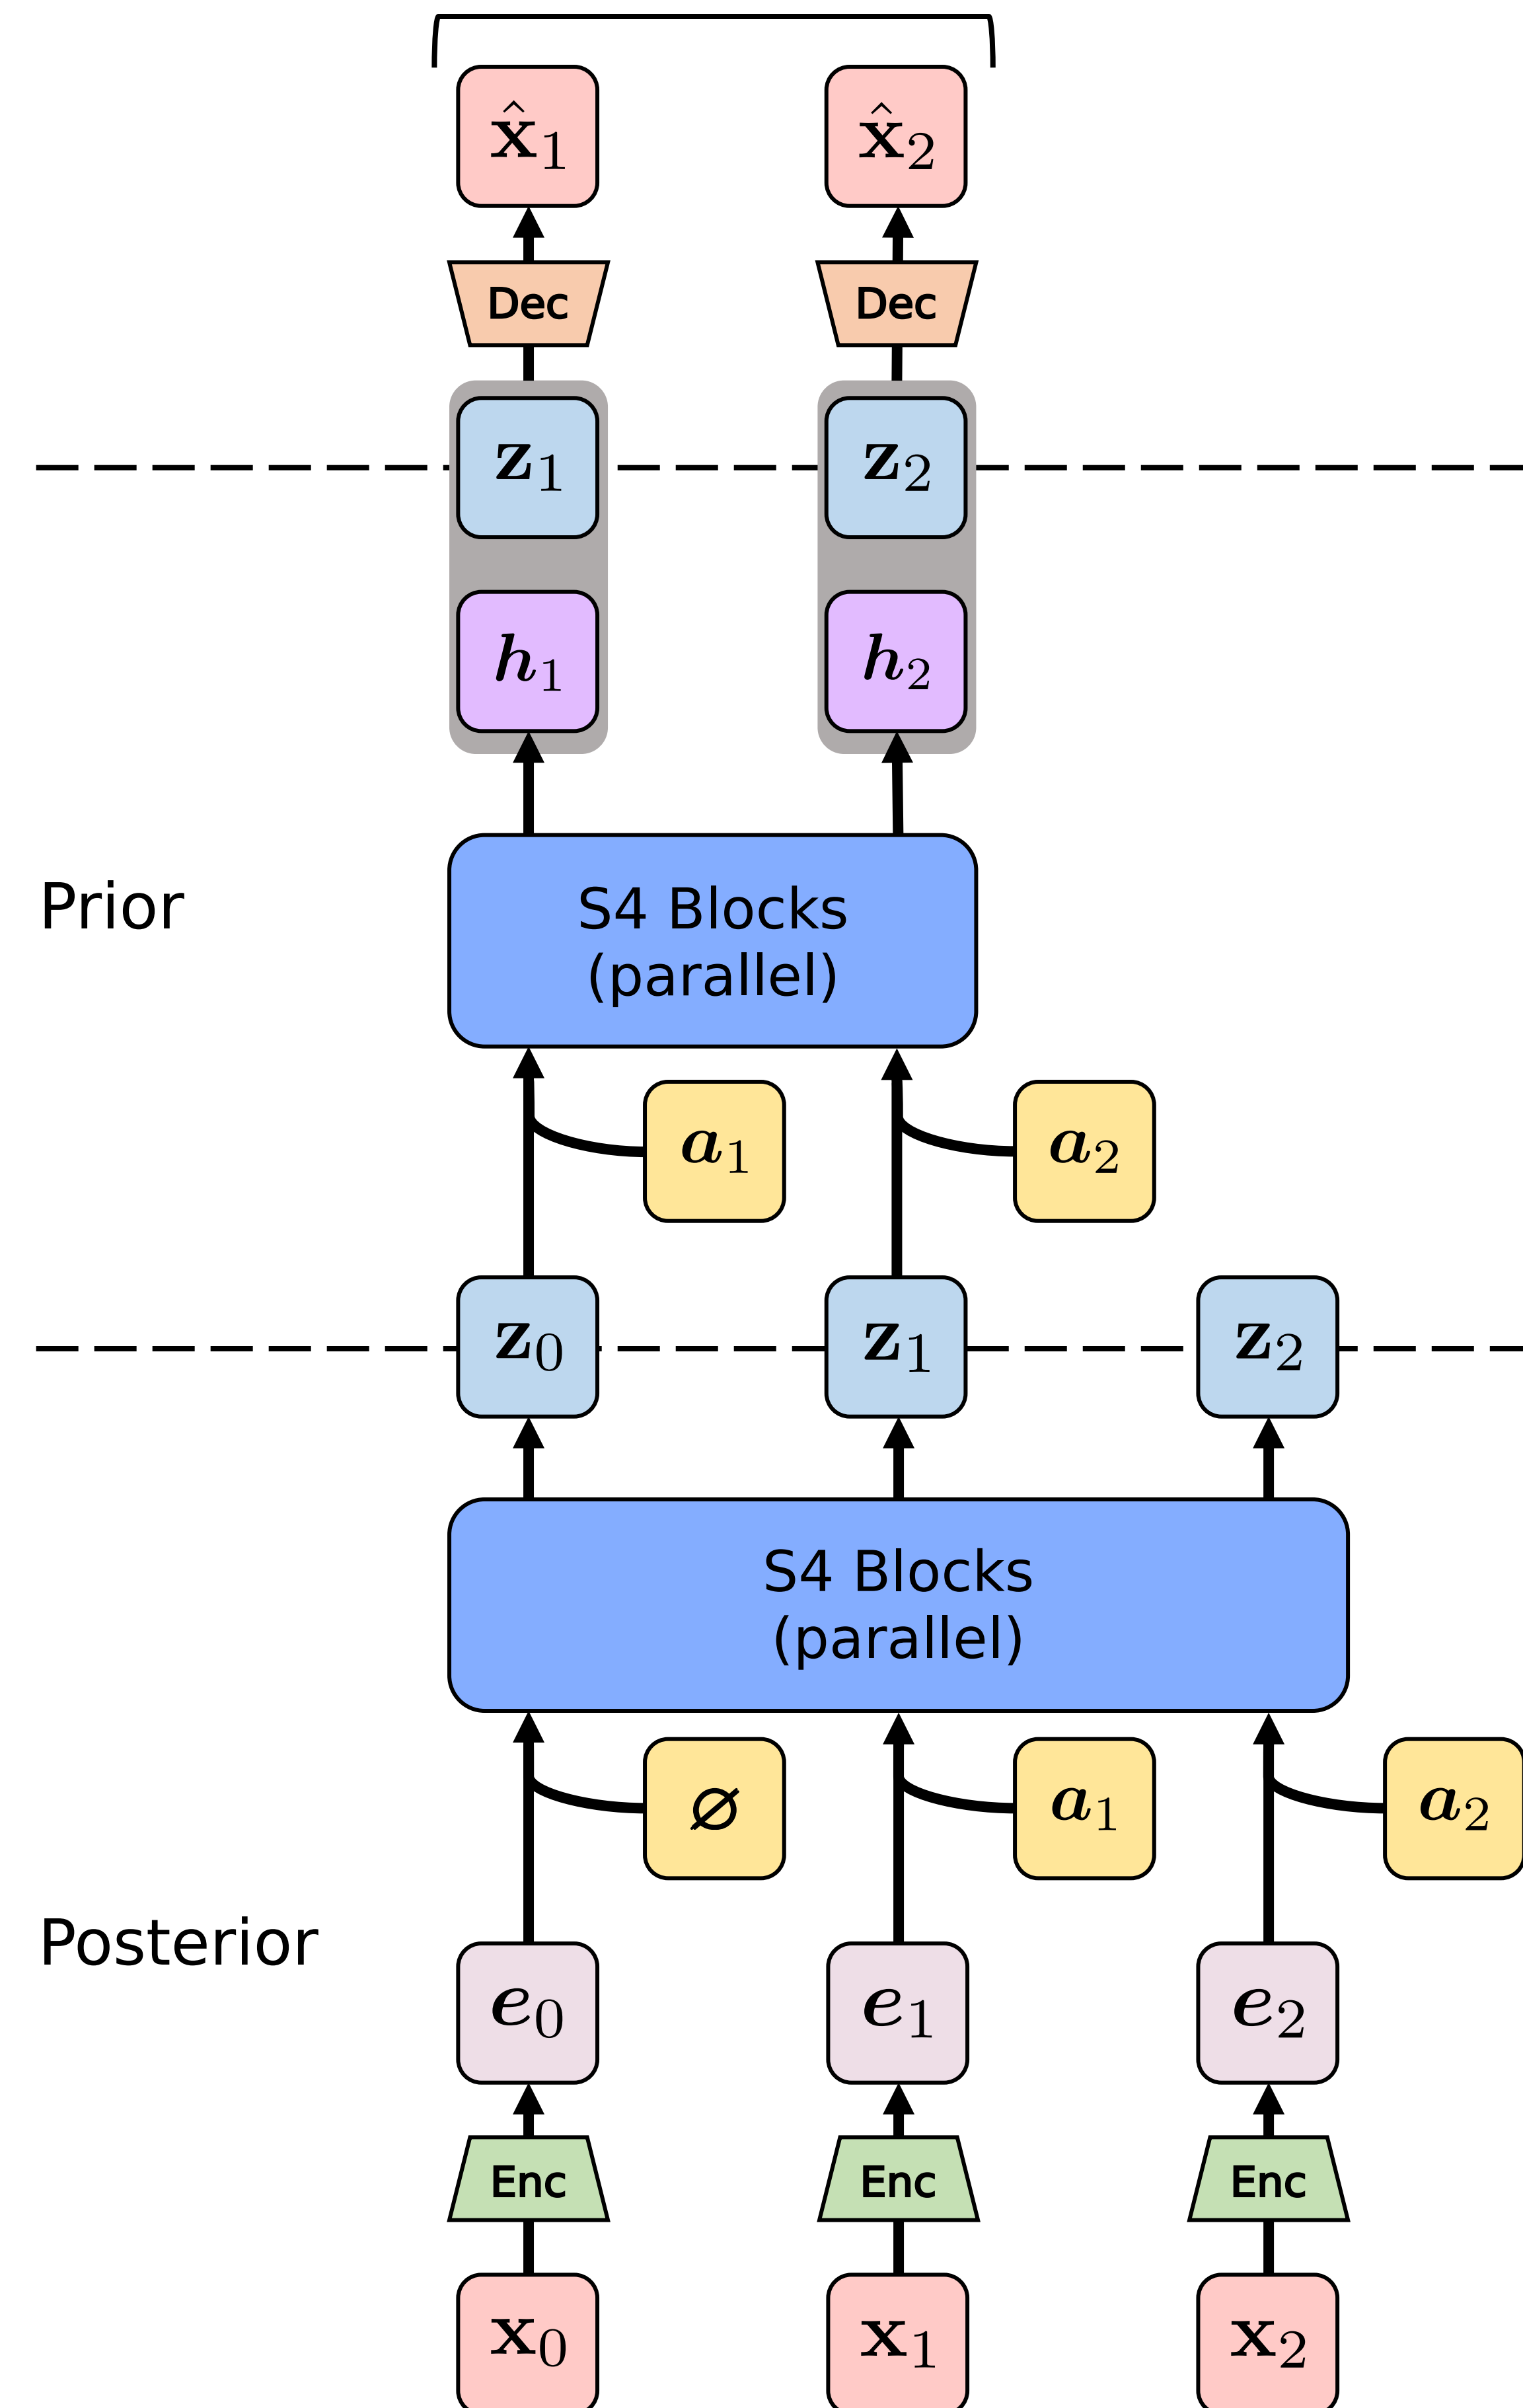 x̂₁ x̂₂
Dec Dec
z₁ z₂
h₁ h₂
Prior
S4 Blocks
(parallel)
a₁ a₂
z₀ z₁ z₂
S4 Blocks
(parallel)
∅ a₁ a₂
Posterior
e₀ e₁ e₂
Enc Enc Enc
x₀ x₁ x₂